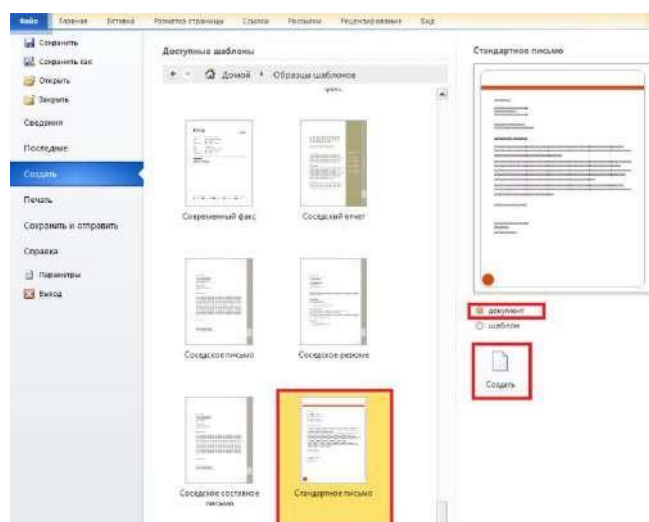 Файл Главная Вставка Разметка страницы Ссылки Рассылки Рецензирование Вид
Сохранить
Сохранить как
Открыть
Закрыть
Сведения
Последние
Создать
Печать
Сохранить и отправить
Справка
Параметры
Выход
Доступные шаблоны
Домой
Образцы шаблонов
Современный факс
Соседский отчет
Соседское письмо
Соседское резюме
Соседское составное
письмо
Стандартное письмо
Стандартное письмо
документ
шаблон
Создать